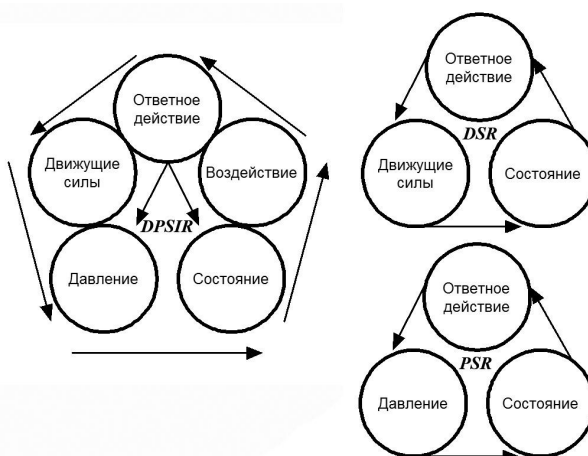 Ответное
действие
Движущие
силы
Воздействие
DPSIR
Давление
Состояние
Ответное
действие
DSR
Движущие
силы
Состояние
Ответное
действие
PSR
Давление
Состояние